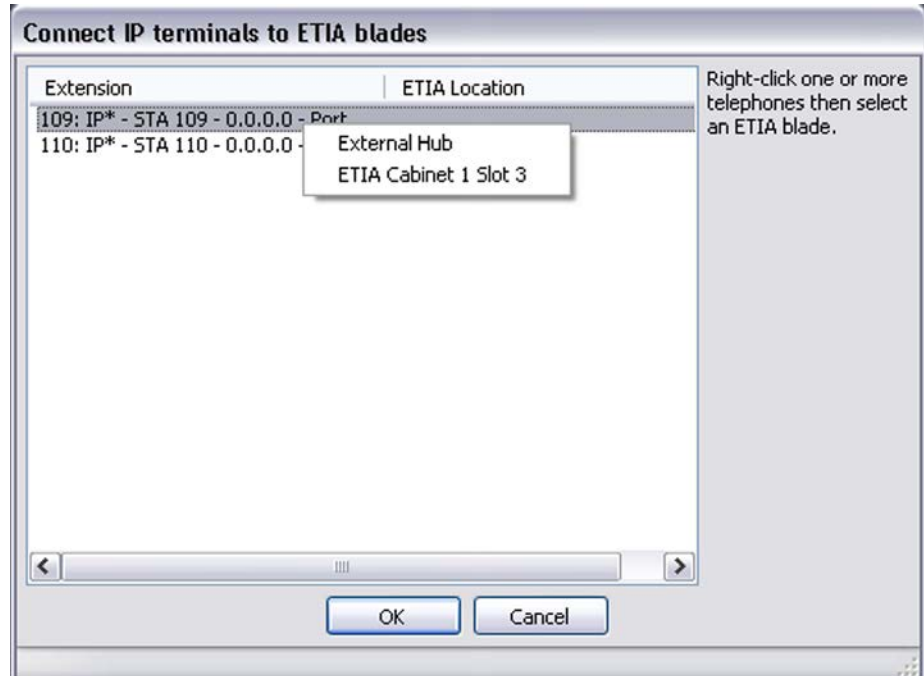 Connect IP terminals to ETIA blades
Extension ETIA Location
Right-click one or more
telephones then select
an ETIA blade.
109: IP* - STA 109 - 0.0.0.0 - Port
110: IP* - STA 110 - 0.0.0.0 -
External Hub
ETIA Cabinet 1 Slot 3
OK Cancel